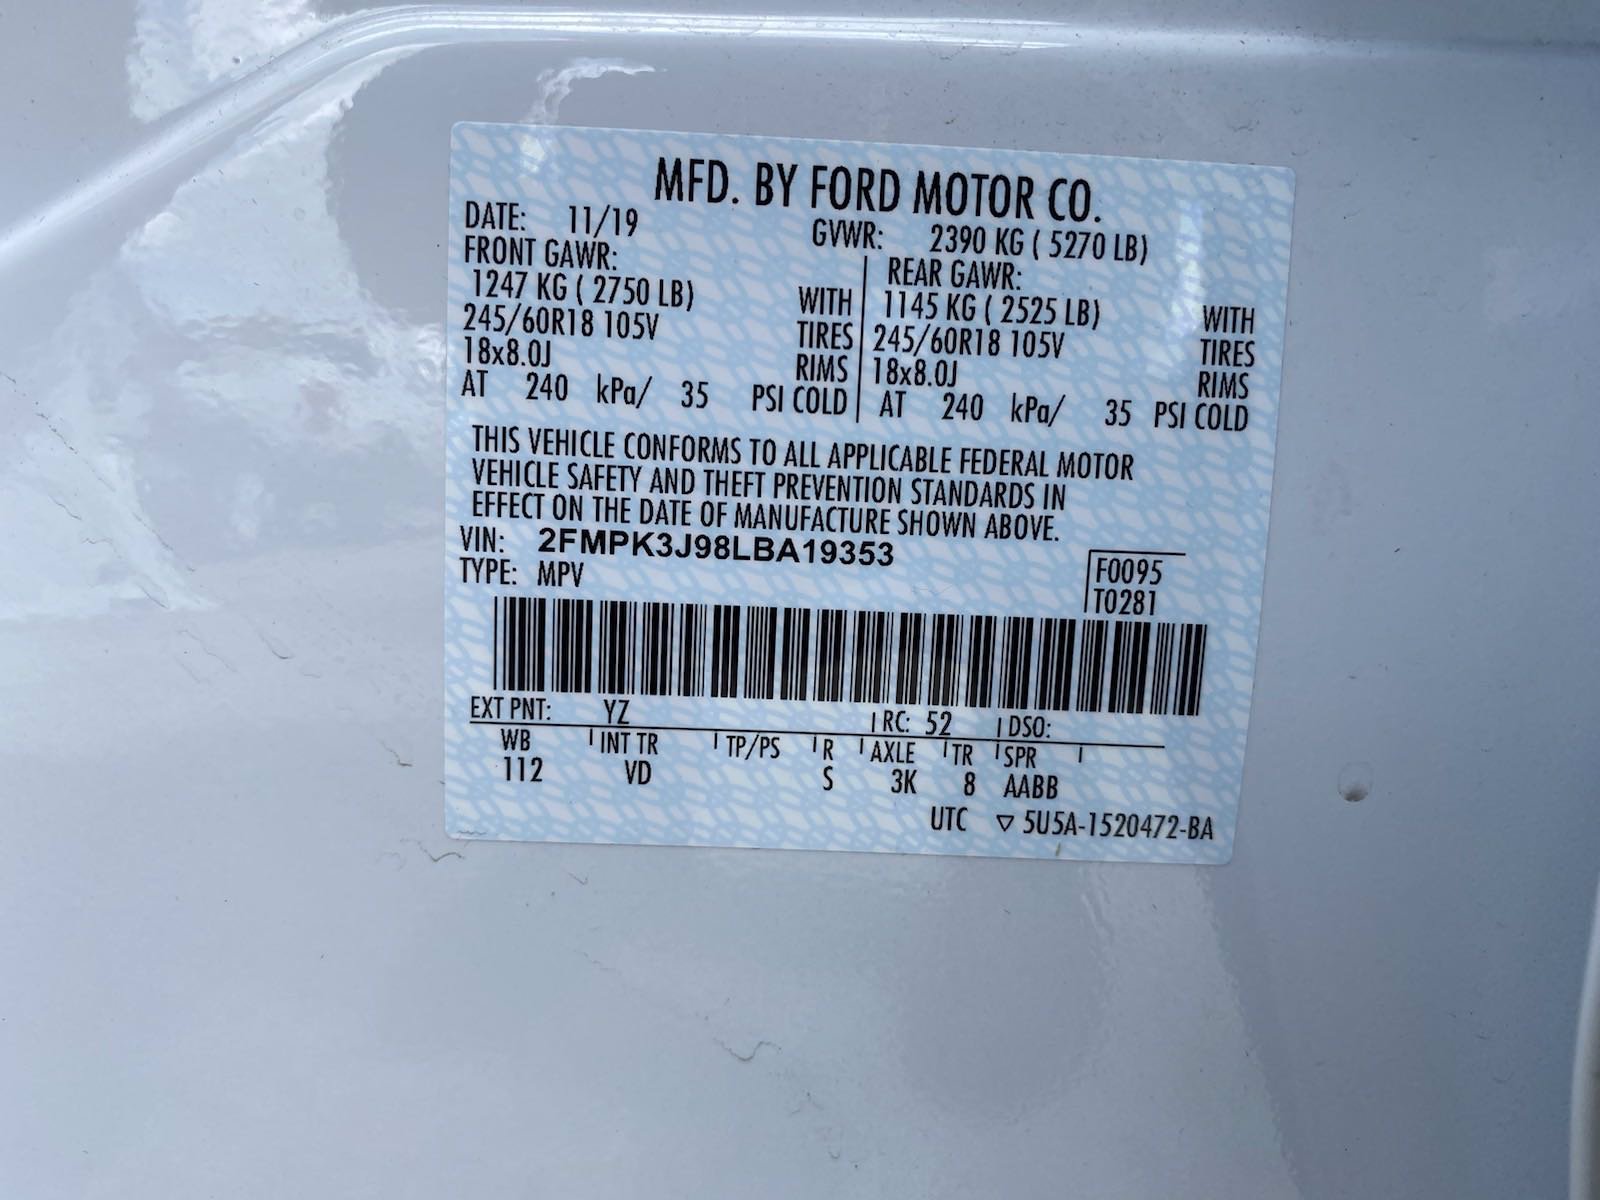 MFD. BY FORD MOTOR CO.
DATE: 11/19 GVWR: 2390 KG ( 5270 LB)
FRONT GAWR: REAR GAWR:
1247 KG ( 2750 LB) WITH 1145 KG ( 2525 LB) WITH
245/60R18 105V TIRES 245/60R18 105V TIRES
18x8.0J RIMS 18x8.0J RIMS
AT 240 kPa/ 35 PSI COLD AT 240 kPa/ 35 PSI COLD
THIS VEHICLE CONFORMS TO ALL APPLICABLE FEDERAL MOTOR
VEHICLE SAFETY AND THEFT PREVENTION STANDARDS IN
EFFECT ON THE DATE OF MANUFACTURE SHOWN ABOVE.
VIN: 2FMPK3J98LBA19353
TYPE: MPV
F0095
T0281
EXT PNT: YZ RC: 52 DSO:
WB INT TR TP/PS R AXLE TR SPR
112 VD S 3K 8 AABB
UTC ▽ 5U5A-1520472-BA